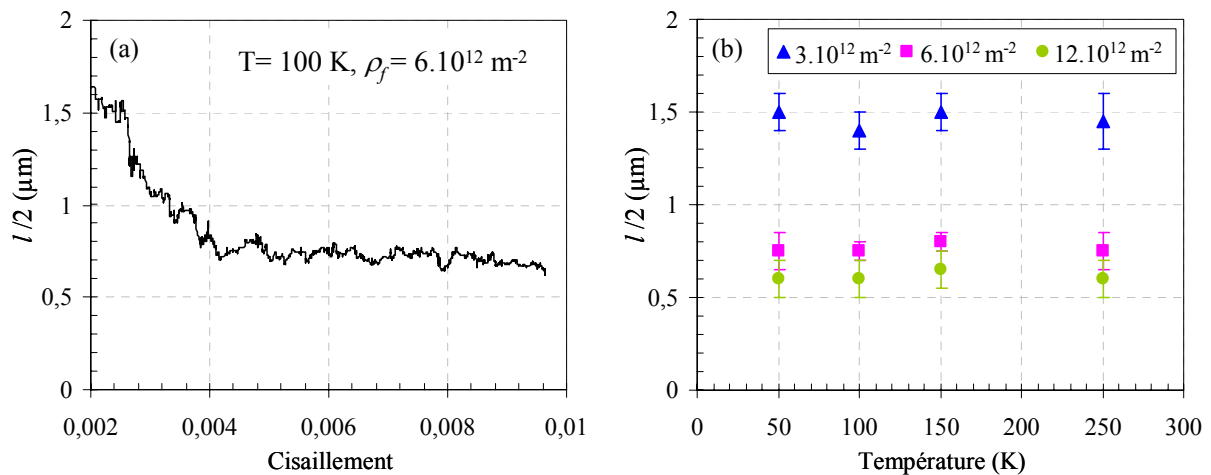 (a)
T= 100 K, ρf = 6.10¹² m⁻²
2
1,5
1
0,5
0
l /2 (µm)
0,002
0,004
0,006
0,008
0,01
Cisaillement
(b)
3.10¹² m⁻² 6.10¹² m⁻² 12.10¹² m⁻²
2
1,5
1
0,5
0
l /2 (µm)
0
50
100
150
200
250
300
Température (K)